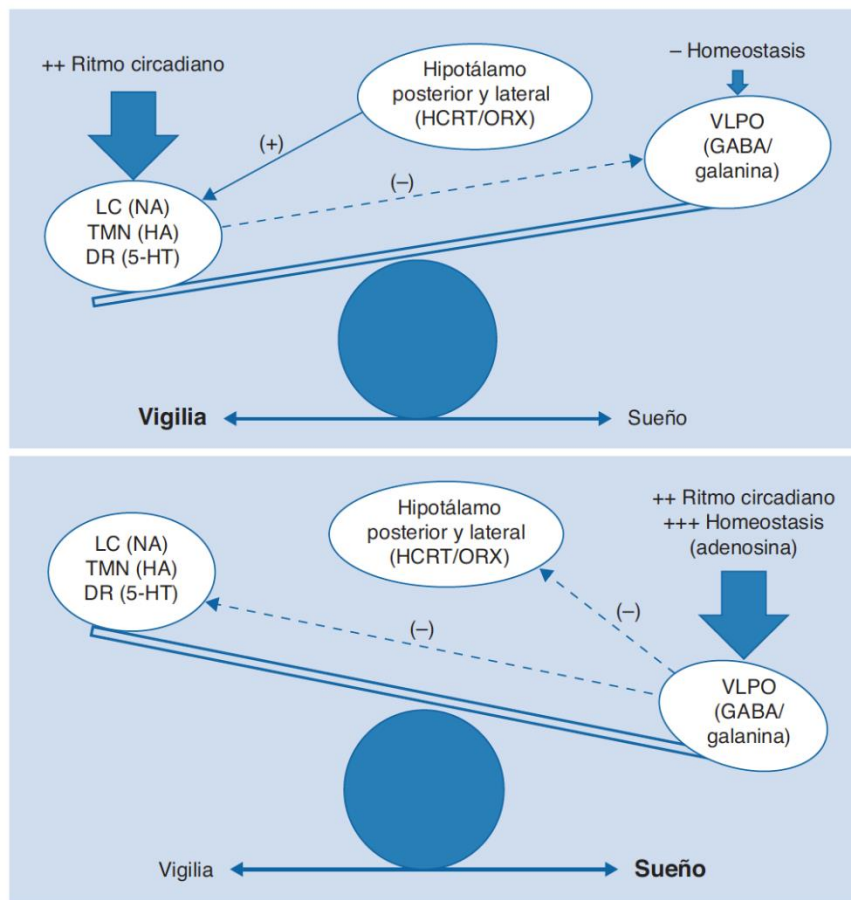 ++ Ritmo circadiano
Hipotálamo
posterior y lateral
(HCRT/ORX)
– Homeostasis
VLPO
(GABA/
galanina)
(+)
(–)
LC (NA)
TMN (HA)
DR (5-HT)
Vigilia
Sueño
LC (NA)
TMN (HA)
DR (5-HT)
Hipotálamo
posterior y lateral
(HCRT/ORX)
++ Ritmo circadiano
+++ Homeostasis
(adenosina)
(–)
(–)
VLPO
(GABA/
galanina)
Vigilia
Sueño